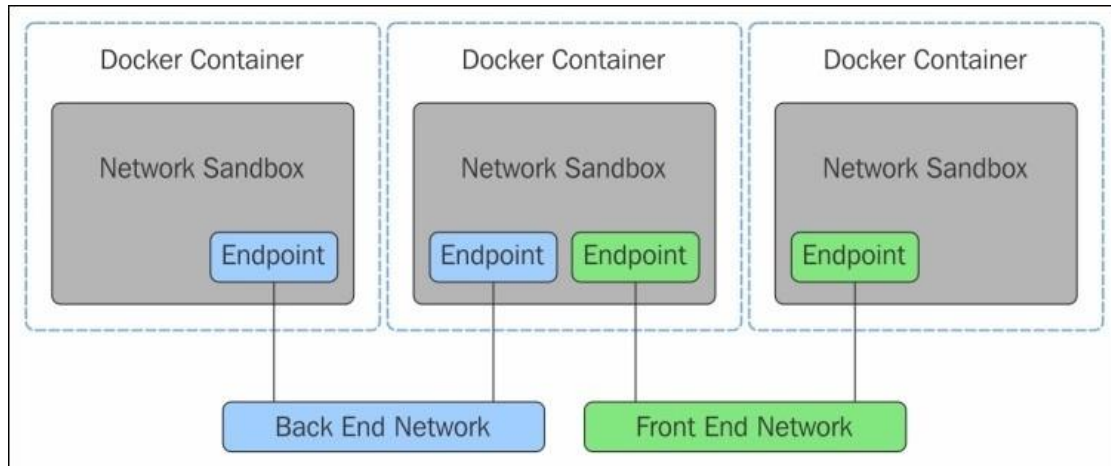 Docker Container
Docker Container
Docker Container
Network Sandbox
Network Sandbox
Network Sandbox
Endpoint
Endpoint
Endpoint
Endpoint
Back End Network
Front End Network